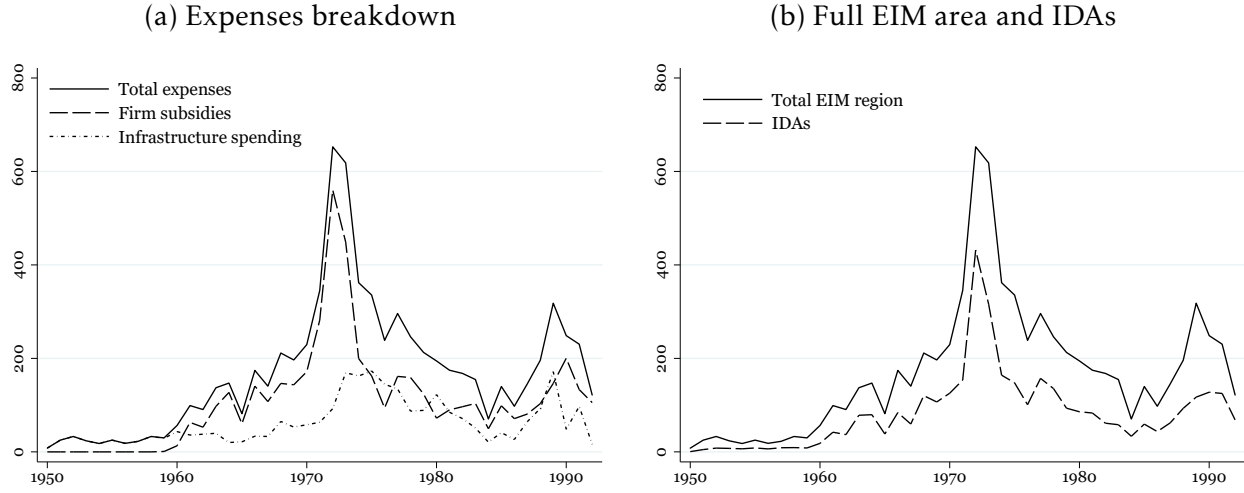 (a) Expenses breakdown
800
600
400
200
0
Total expenses
Firm subsidies
Infrastructure spending
1950 1960 1970 1980 1990
(b) Full EIM area and IDAs
800
600
400
200
0
Total EIM region
IDAs
1950 1960 1970 1980 1990